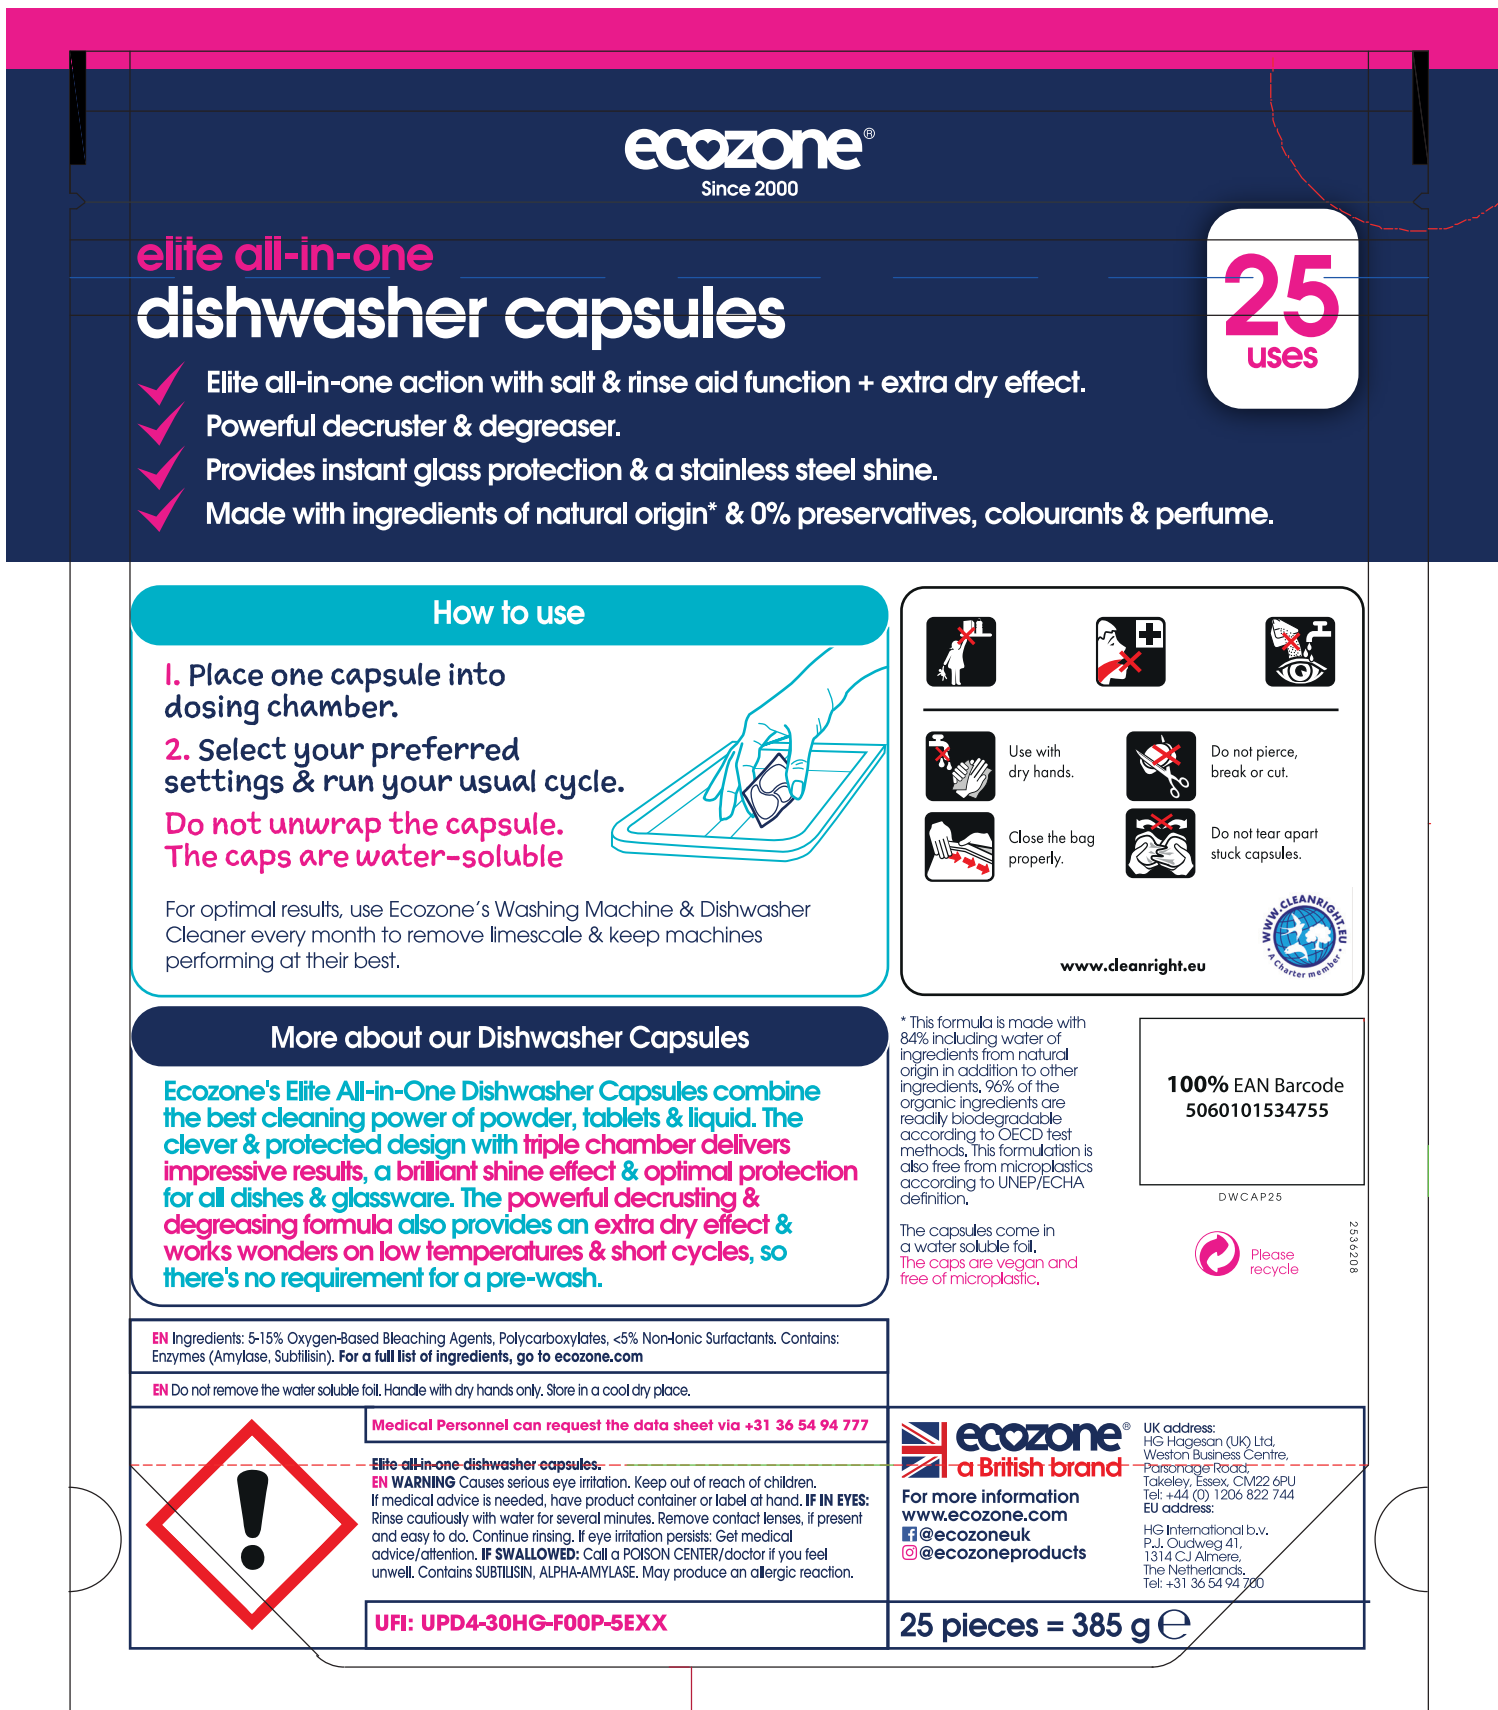 ecozone®
Since 2000
elite all-in-one
dishwasher capsules
25
uses
Elite all-in-one action with salt & rinse aid function + extra dry effect.
Powerful decruster & degreaser.
Provides instant glass protection & a stainless steel shine.
Made with ingredients of natural origin* & 0% preservatives, colourants & perfume.
How to use
1. Place one capsule into
dosing chamber.
2. Select your preferred
settings & run your usual cycle.
Do not unwrap the capsule.
The caps are water-soluble
For optimal results, use Ecozone's Washing Machine & Dishwasher
Cleaner every month to remove limescale & keep machines
performing at their best.
Use with
dry hands.
Do not pierce,
break or cut.
Close the bag
properly.
Do not tear apart
stuck capsules.
www.cleanright.eu
WWW.CLEANRIGHT.EU
• A Charter member •
More about our Dishwasher Capsules
Ecozone's Elite All-in-One Dishwasher Capsules combine
the best cleaning power of powder, tablets & liquid. The
clever & protected design with triple chamber delivers
impressive results, a brilliant shine effect & optimal protection
for all dishes & glassware. The powerful decrusting &
degreasing formula also provides an extra dry effect &
works wonders on low temperatures & short cycles, so
there's no requirement for a pre-wash.
* This formula is made with
84% including water of
ingredients from natural
origin in addition to other
ingredients. 96% of the
organic ingredients are
readily biodegradable
according to OECD test
methods. This formulation is
also free from microplastics
according to UNEP/ECHA
definition.
The capsules come in
a water soluble foil.
The caps are vegan and
free of microplastic.
100% EAN Barcode
5060101534755
DWCAP25
2536208
Please
recycle
EN Ingredients: 5-15% Oxygen-Based Bleaching Agents, Polycarboxylates, <5% Non-Ionic Surfactants. Contains:
Enzymes (Amylase, Subtilisin). For a full list of ingredients, go to ecozone.com
EN Do not remove the water soluble foil. Handle with dry hands only. Store in a cool dry place.
Medical Personnel can request the data sheet via +31 36 54 94 777
Elite all-in-one dishwasher capsules.
EN WARNING Causes serious eye irritation. Keep out of reach of children.
If medical advice is needed, have product container or label at hand. IF IN EYES:
Rinse cautiously with water for several minutes. Remove contact lenses, if present
and easy to do. Continue rinsing. If eye irritation persists: Get medical
advice/attention. IF SWALLOWED: Call a POISON CENTER/doctor if you feel
unwell. Contains SUBTILISIN, ALPHA-AMYLASE. May produce an allergic reaction.
UFI: UPD4-30HG-F00P-5EXX
ecozone®
a British brand
For more information
www.ecozone.com
@ecozoneuk
@ecozoneproducts
UK address:
HG Hagesan (UK) Ltd,
Weston Business Centre,
Parsonage Road,
Takeley, Essex, CM22 6PU
Tel: +44 (0) 1206 822 744
EU address:
HG International b.v.
P.J. Oudweg 41,
1314 CJ Almere,
The Netherlands.
Tel: +31 36 54 94 700
25 pieces = 385 g ℮